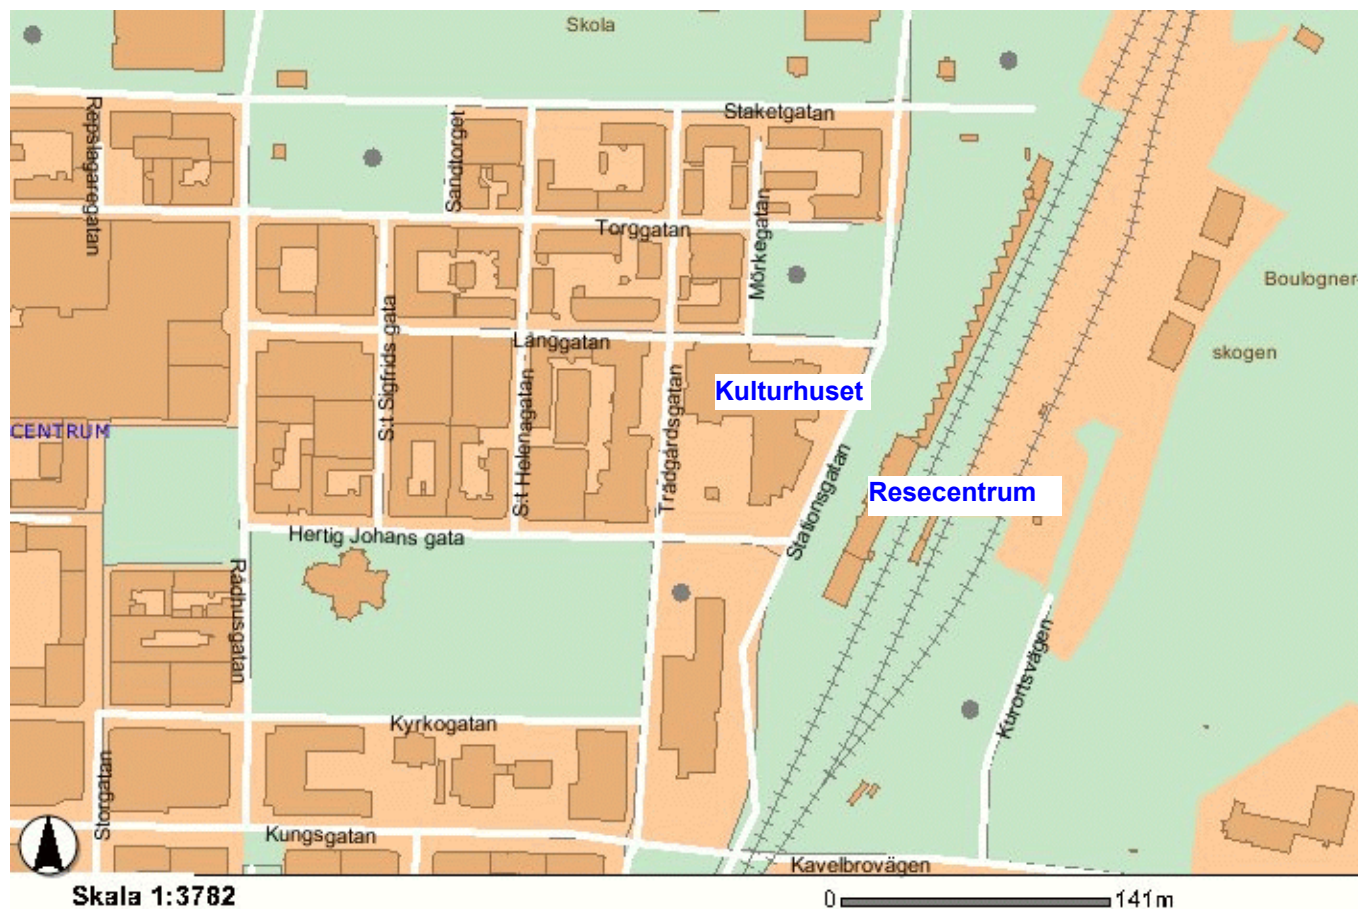 Skola
Staketgatan
Repslagaregatan
Sandtorget
Torggatan
Mörkegatan
Boulogner-
skogen
S:t Sigfrids gata
Långgatan
S:t Helenagatan
Trädgårdsgatan
Kulturhuset
CENTRUM
Stationsgatan
Resecentrum
Hertig Johans gata
Rådhusgatan
Kurortsvägen
Kyrkogatan
Storgatan
Kungsgatan
Kavelbrovägen
Skala 1:3782
0 141m